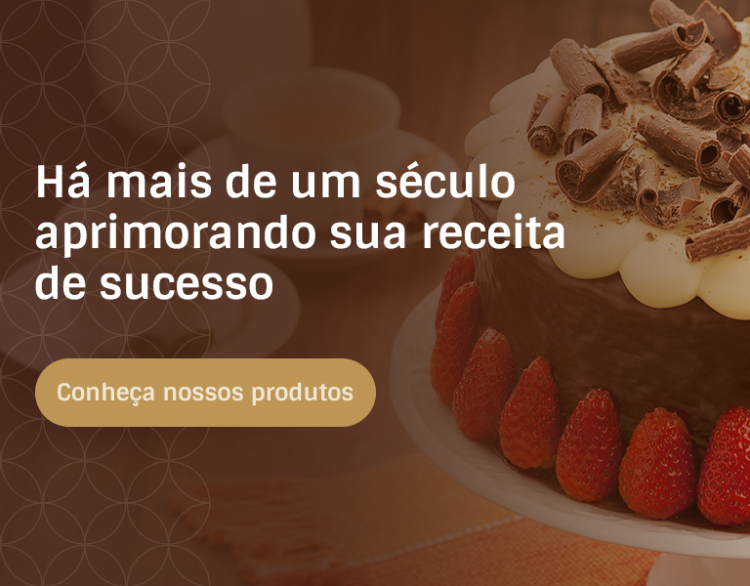 Há mais de um século
aprimorando sua receita
de sucesso
Conheça nossos produtos